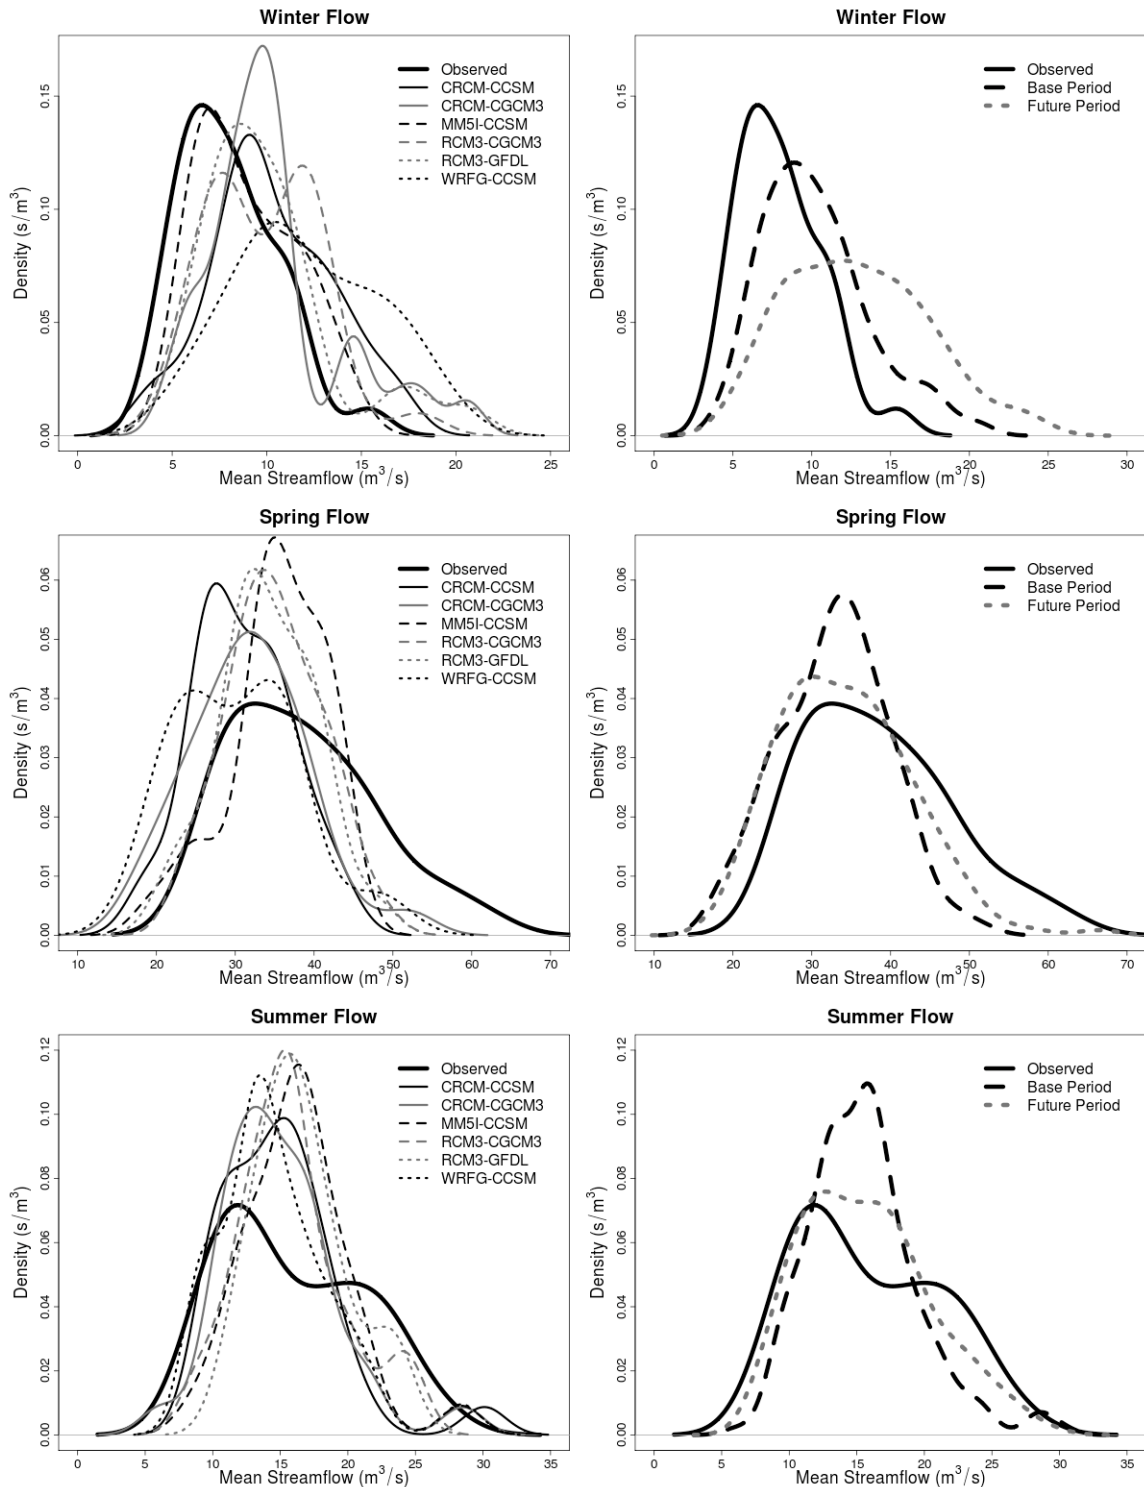 Winter Flow
Density (s/m³)
0.00 0.05 0.10 0.15
Observed
CRCM-CCSM
CRCM-CGCM3
MM5I-CCSM
RCM3-CGCM3
RCM3-GFDL
WRFG-CCSM
0 5 10 15 20 25
Mean Streamflow (m³/s)
Winter Flow
Density (s/m³)
0.00 0.05 0.10 0.15
Observed
Base Period
Future Period
0 5 10 15 20 25 30
Mean Streamflow (m³/s)
Spring Flow
Density (s/m³)
0.00 0.01 0.02 0.03 0.04 0.05 0.06
Observed
CRCM-CCSM
CRCM-CGCM3
MM5I-CCSM
RCM3-CGCM3
RCM3-GFDL
WRFG-CCSM
10 20 30 40 50 60 70
Mean Streamflow (m³/s)
Spring Flow
Density (s/m³)
0.00 0.01 0.02 0.03 0.04 0.05 0.06
Observed
Base Period
Future Period
10 20 30 40 50 60 70
Mean Streamflow (m³/s)
Summer Flow
Density (s/m³)
0.00 0.02 0.04 0.06 0.08 0.10 0.12
Observed
CRCM-CCSM
CRCM-CGCM3
MM5I-CCSM
RCM3-CGCM3
RCM3-GFDL
WRFG-CCSM
0 5 10 15 20 25 30 35
Mean Streamflow (m³/s)
Summer Flow
Density (s/m³)
0.00 0.02 0.04 0.06 0.08 0.10 0.12
Observed
Base Period
Future Period
0 5 10 15 20 25 30 35
Mean Streamflow (m³/s)